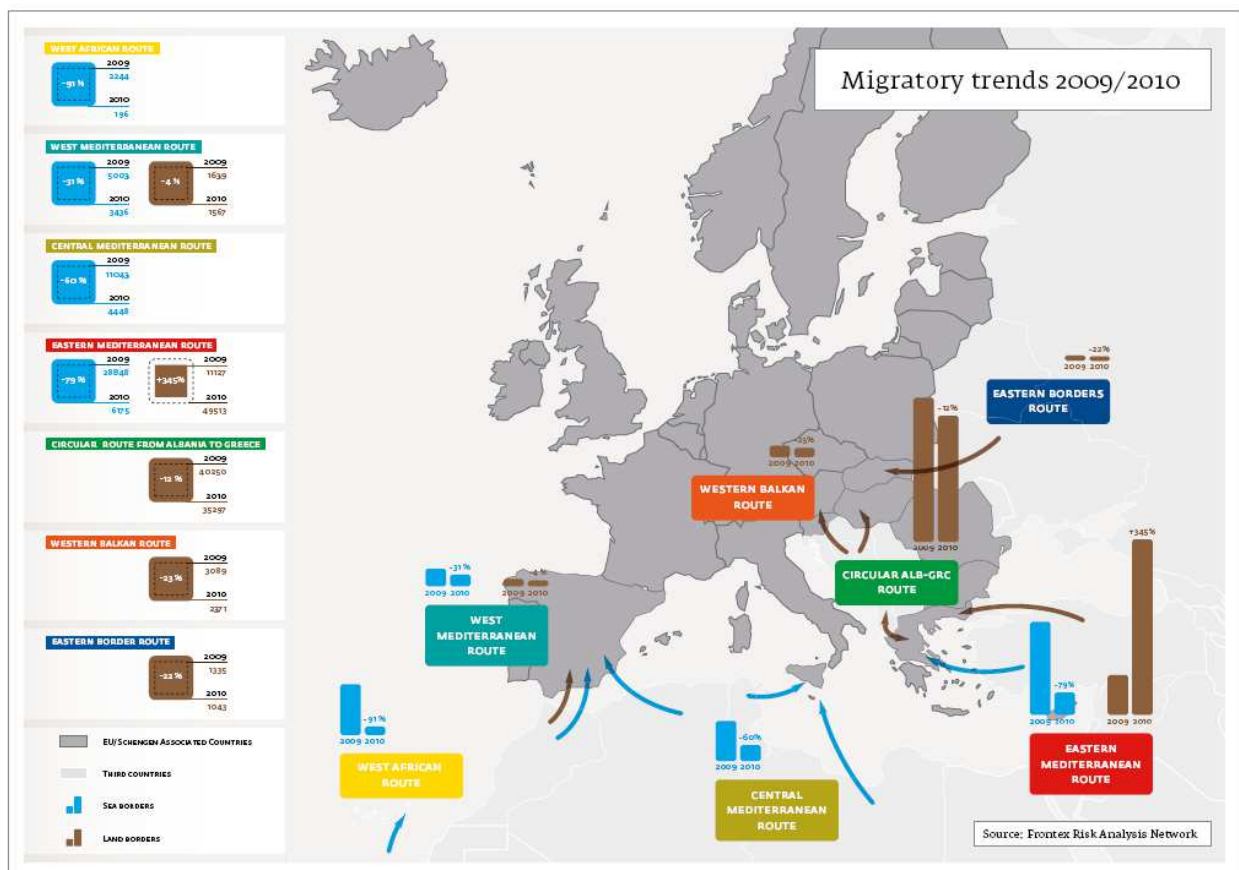 Migratory trends 2009/2010
WEST AFRICAN ROUTE
2009
2244
-91 %
2010
196
WEST MEDITERRANEAN ROUTE
2009
5003
-31 %
2010
3436
2009
1639
-4 %
2010
1567
CENTRAL MEDITERRANEAN ROUTE
2009
11043
-60 %
2010
4448
EASTERN MEDITERRANEAN ROUTE
2009
28848
-79 %
2010
6175
2009
11127
+345%
2010
49513
CIRCULAR ROUTE FROM ALBANIA TO GREECE
2009
40250
-12 %
2010
35297
WESTERN BALKAN ROUTE
2009
3089
-23 %
2010
2371
EASTERN BORDER ROUTE
2009
1335
-22 %
2010
1043
EU/SCHENGEN ASSOCIATED COUNTRIES
THIRD COUNTRIES
SEA BORDERS
LAND BORDERS
-22%
2009 2010
EASTERN BORDERS
ROUTE
-12%
2009 2010
CIRCULAR ALB-GRC
ROUTE
-23%
2009 2010
WESTERN BALKAN
ROUTE
-31%
2009 2010
-4 %
2009 2010
WEST
MEDITERRANEAN
ROUTE
-91%
2009 2010
WEST AFRICAN
ROUTE
-60%
2009 2010
CENTRAL
MEDITERRANEAN
ROUTE
-79%
2009 2010
+345%
2009 2010
EASTERN
MEDITERRANEAN
ROUTE
Source: Frontex Risk Analysis Network